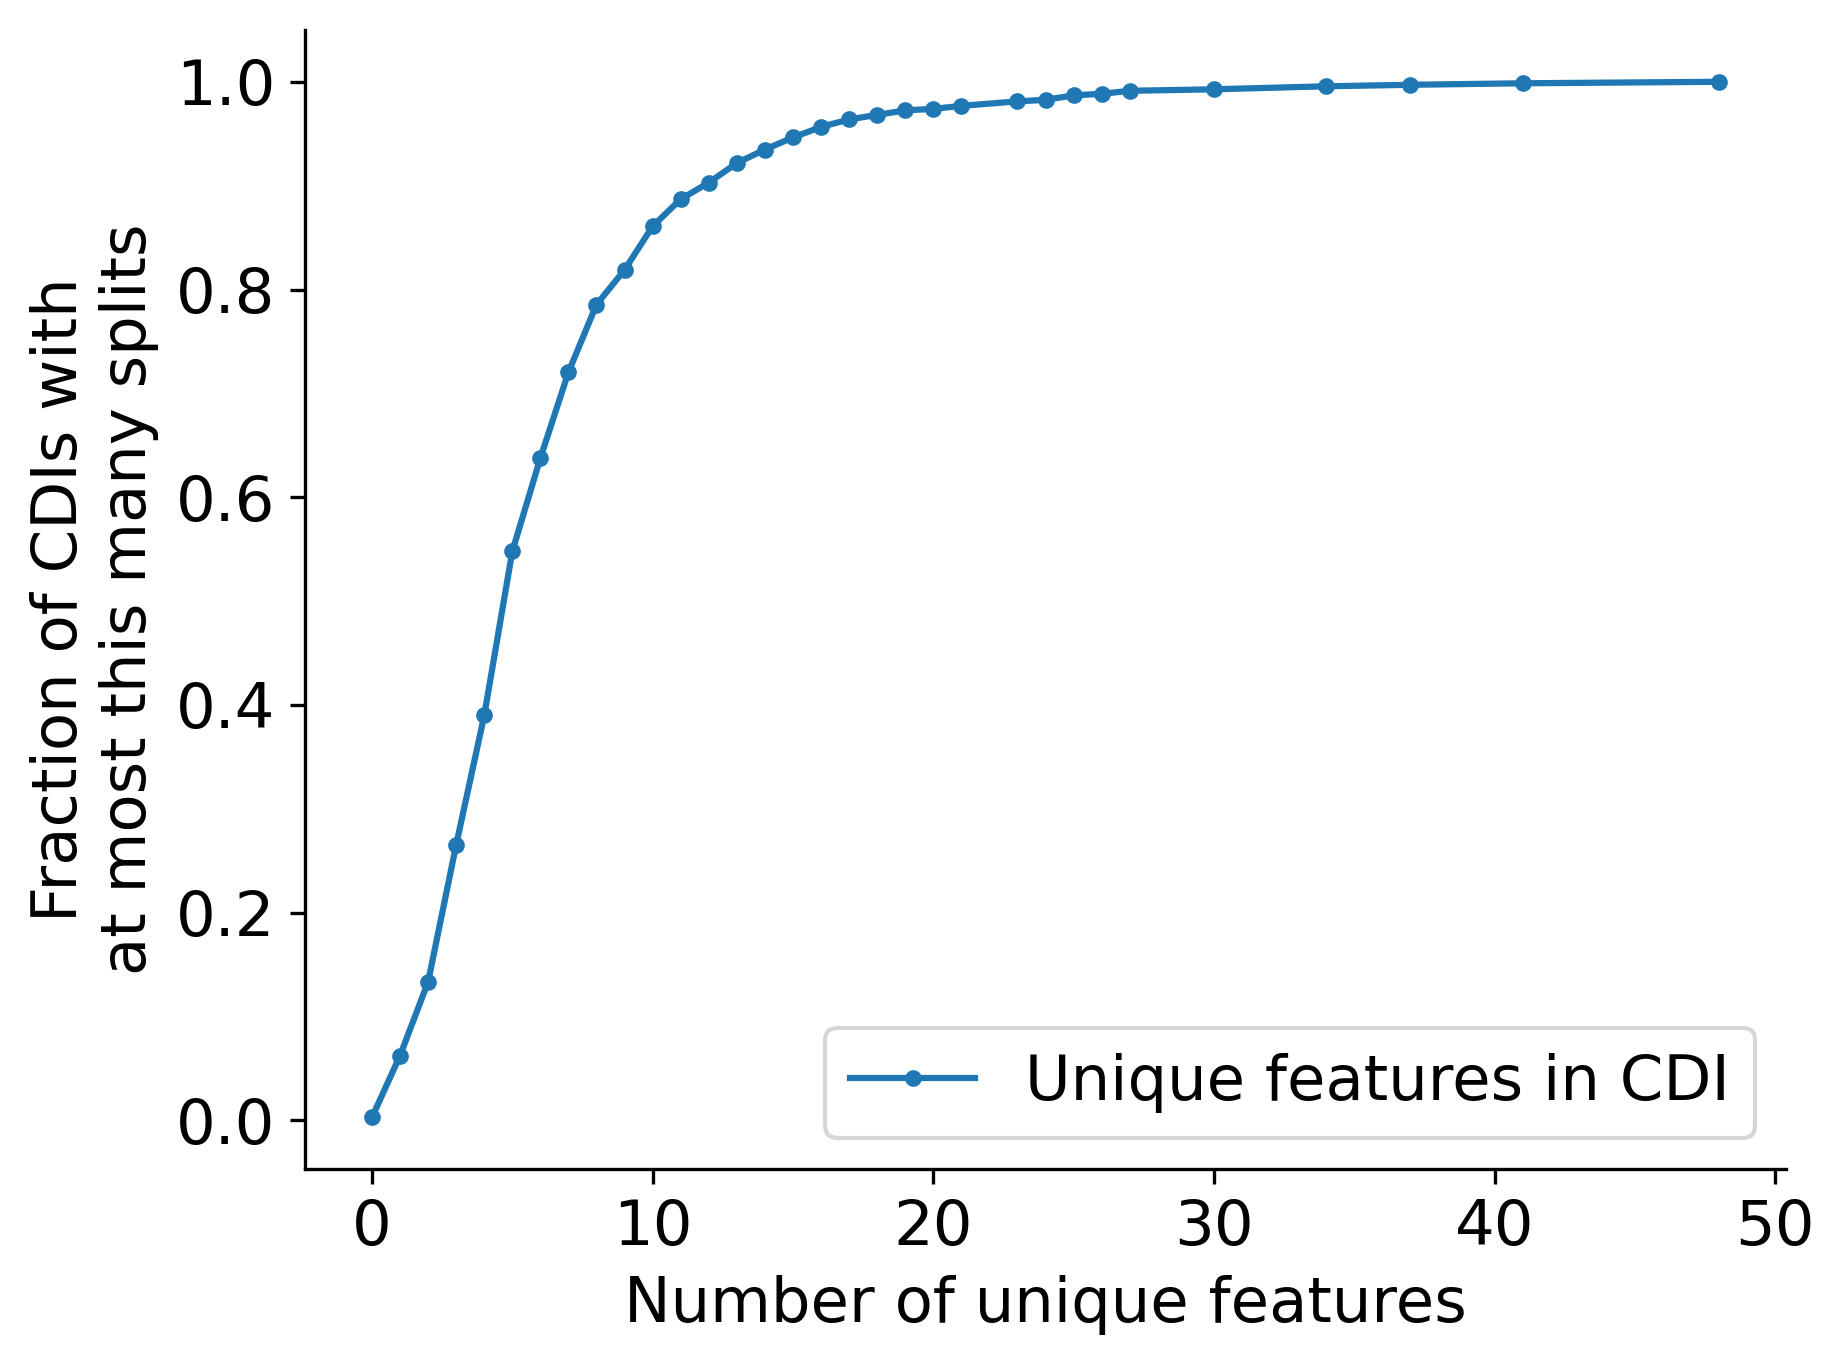 Fraction of CDIs with
at most this many splits
1.0
0.8
0.6
0.4
0.2
0.0
Unique features in CDI
0 10 20 30 40 50
Number of unique features